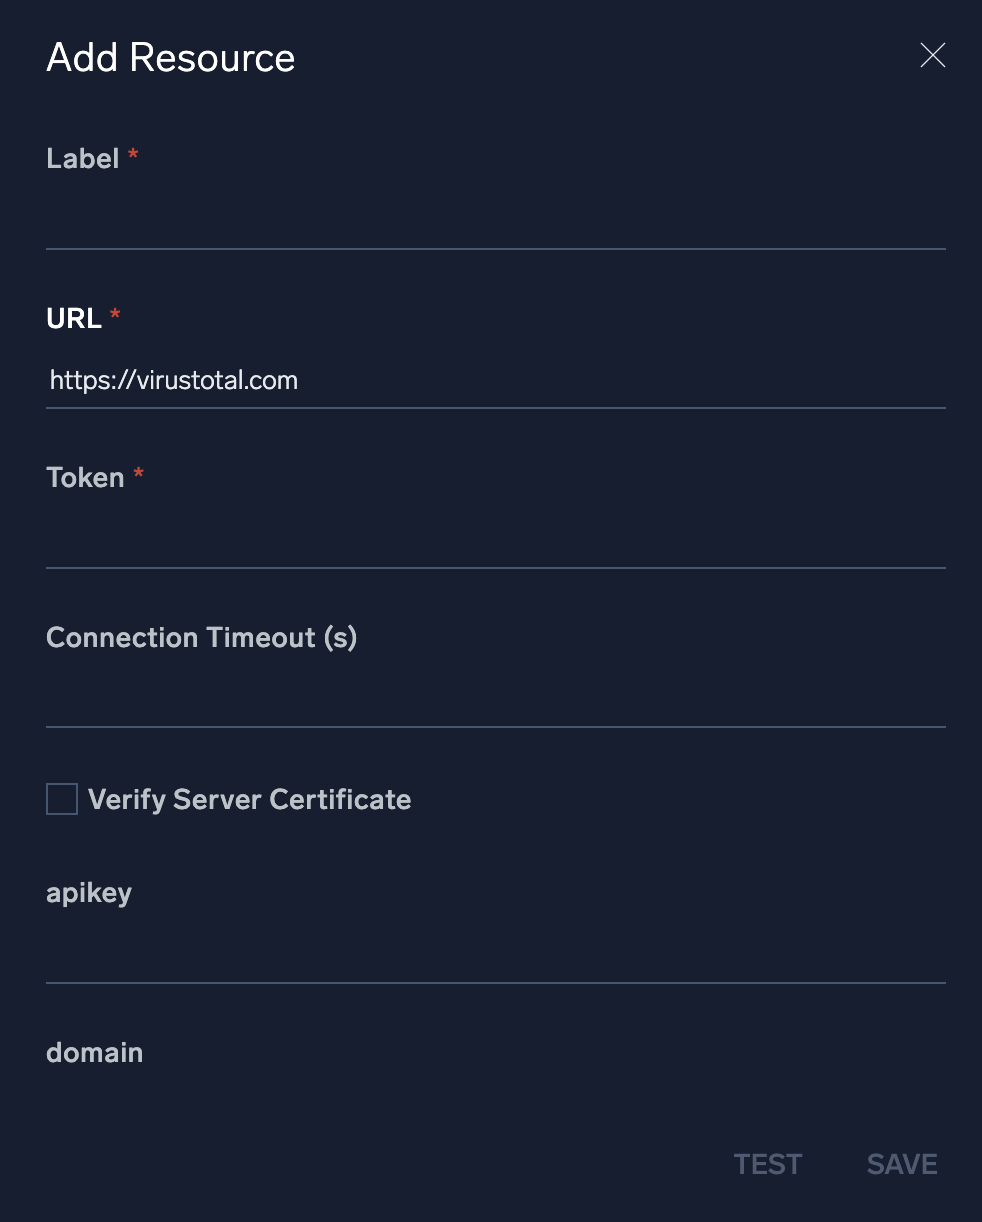 Add Resource
Label *
URL *
https://virustotal.com
Token *
Connection Timeout (s)
Verify Server Certificate
apikey
domain
TEST SAVE